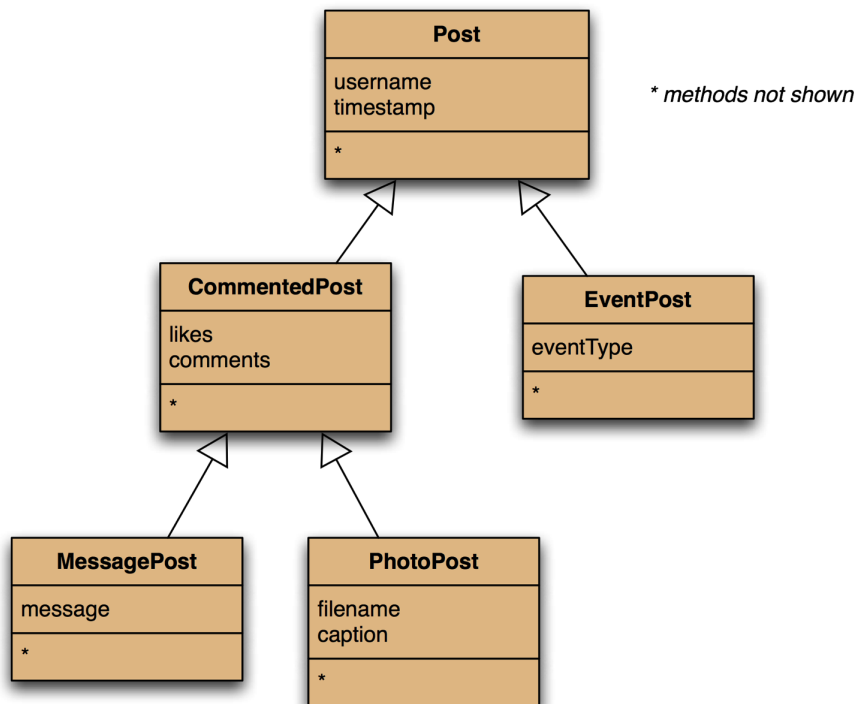 Post
username
timestamp
*
* methods not shown
CommentedPost
likes
comments
*
EventPost
eventType
*
MessagePost
message
*
PhotoPost
filename
caption
*